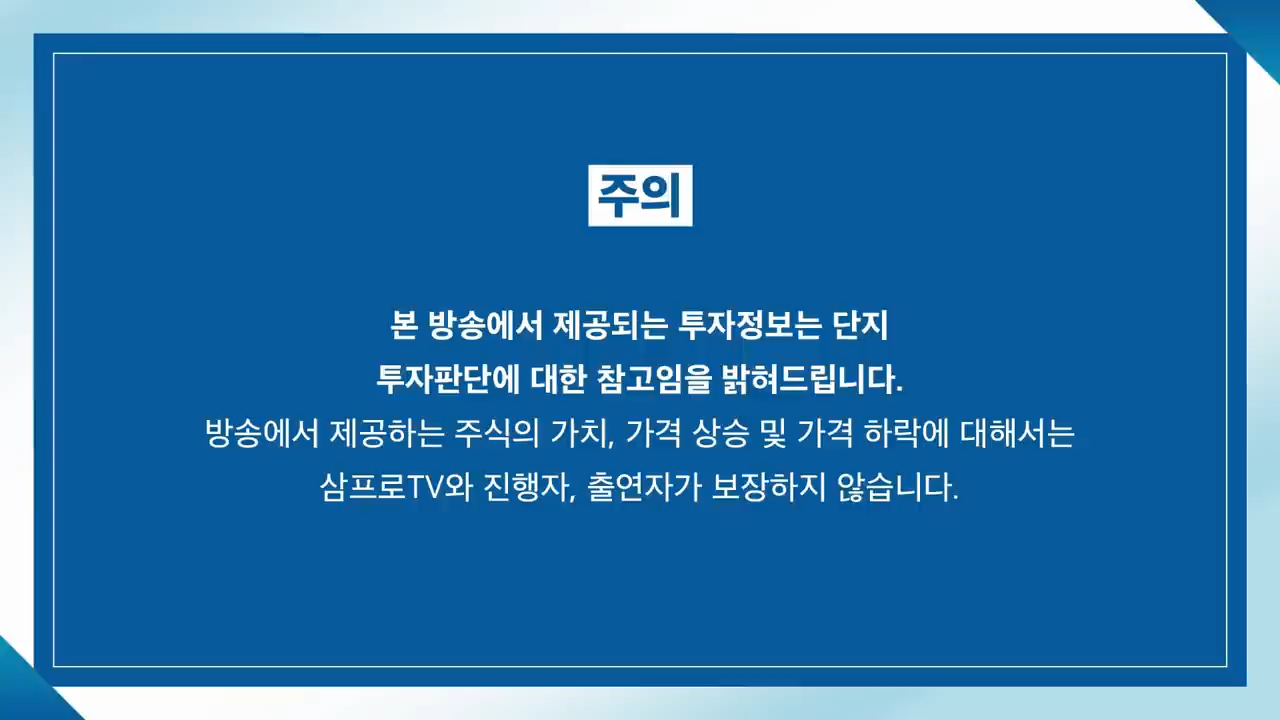 주의
본 방송에서 제공되는 투자정보는 단지
투자판단에 대한 참고임을 밝혀드립니다.
방송에서 제공하는 주식의 가치, 가격 상승 및 가격 하락에 대해서는
삼프로TV와 진행자, 출연자가 보장하지 않습니다.